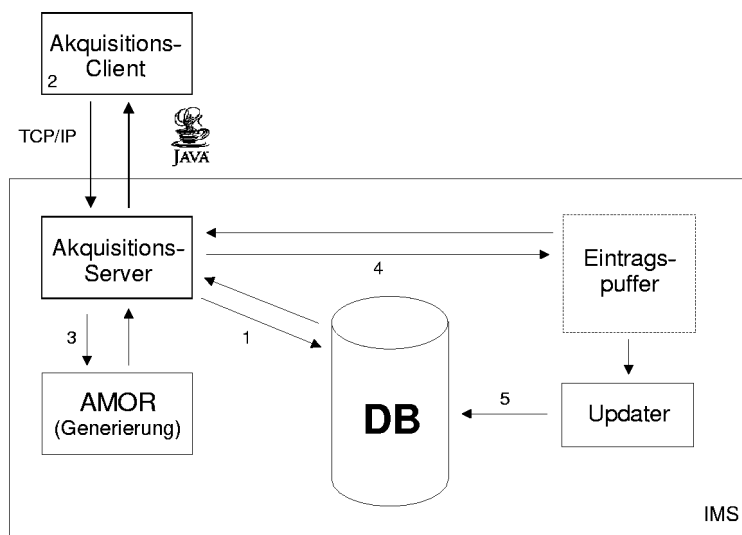 Akquisitions-
Client
2
TCP/IP
JAVA
Akquisitions-
Server
4
Eintrags-
puffer
3
1
AMOR
(Generierung)
DB
5
Updater
IMS